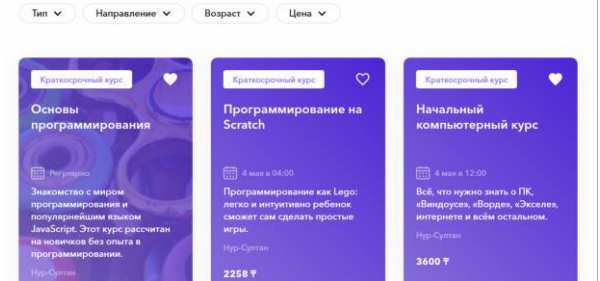 Тип
Направление
Возраст
Цена
Краткосрочный курс
Основы
программирования
Регулярно
Знакомство с миром
программирования и
популярнейшим языком
JavaScript. Этот курс рассчитан
на новичков без опыта в
программировании.
Нур-Султан
Краткосрочный курс
Программирование на
Scratch
4 мая в 04:00
Программирование как Lego:
легко и интуитивно ребенок
сможет сам сделать простые
игры.
Нур-Султан
2258 ₸
Краткосрочный курс
Начальный
компьютерный курс
4 мая в 12:00
Всё, что нужно знать о ПК,
«Виндоусе», «Ворде», «Экселе»,
интернете и всём остальном.
Нур-Султан
3600 ₸